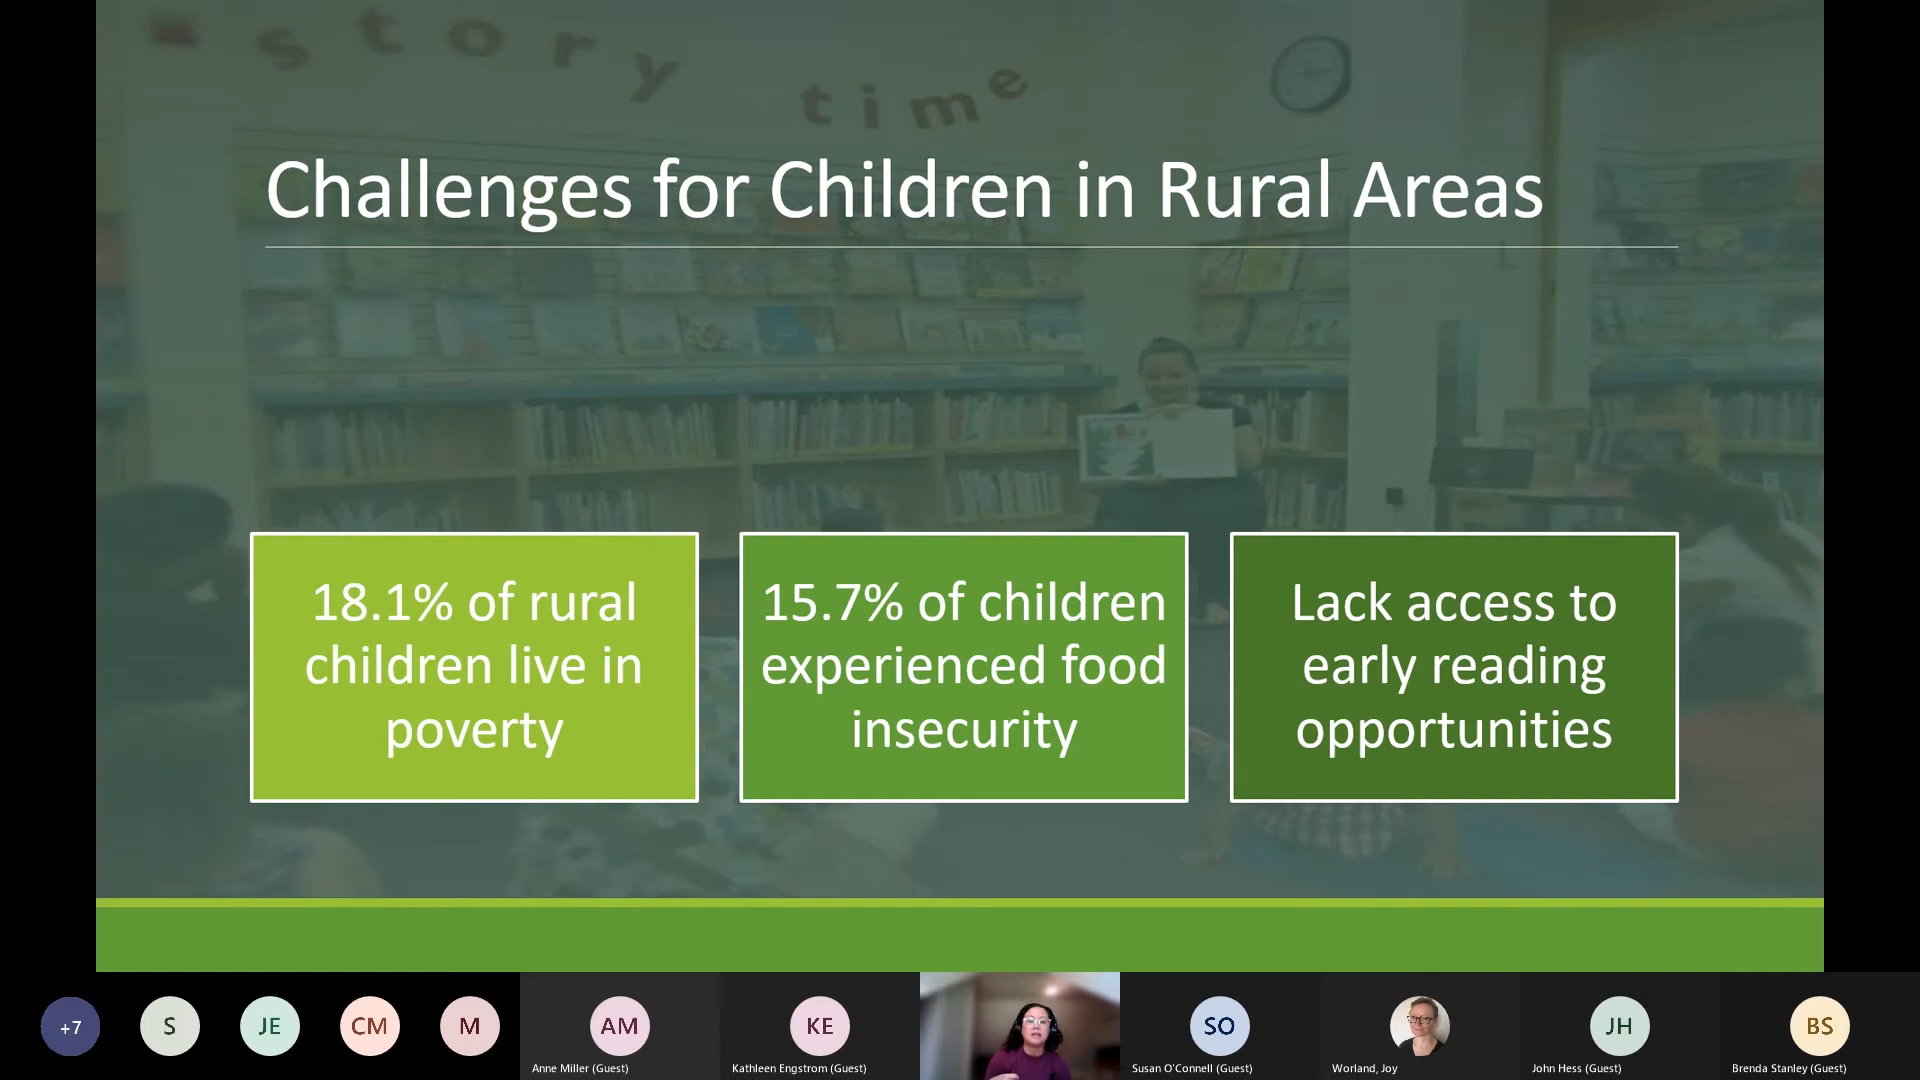 story time
Challenges for Children in Rural Areas
18.1% of rural
children live in
poverty
15.7% of children
experienced food
insecurity
Lack access to
early reading
opportunities
+7
S
JE
CM
M
AM
KE
SO
JH
BS
Anne Miller (Guest)
Kathleen Engstrom (Guest)
Susan O'Connell (Guest)
Worland, Joy
John Hess (Guest)
Brenda Stanley (Guest)